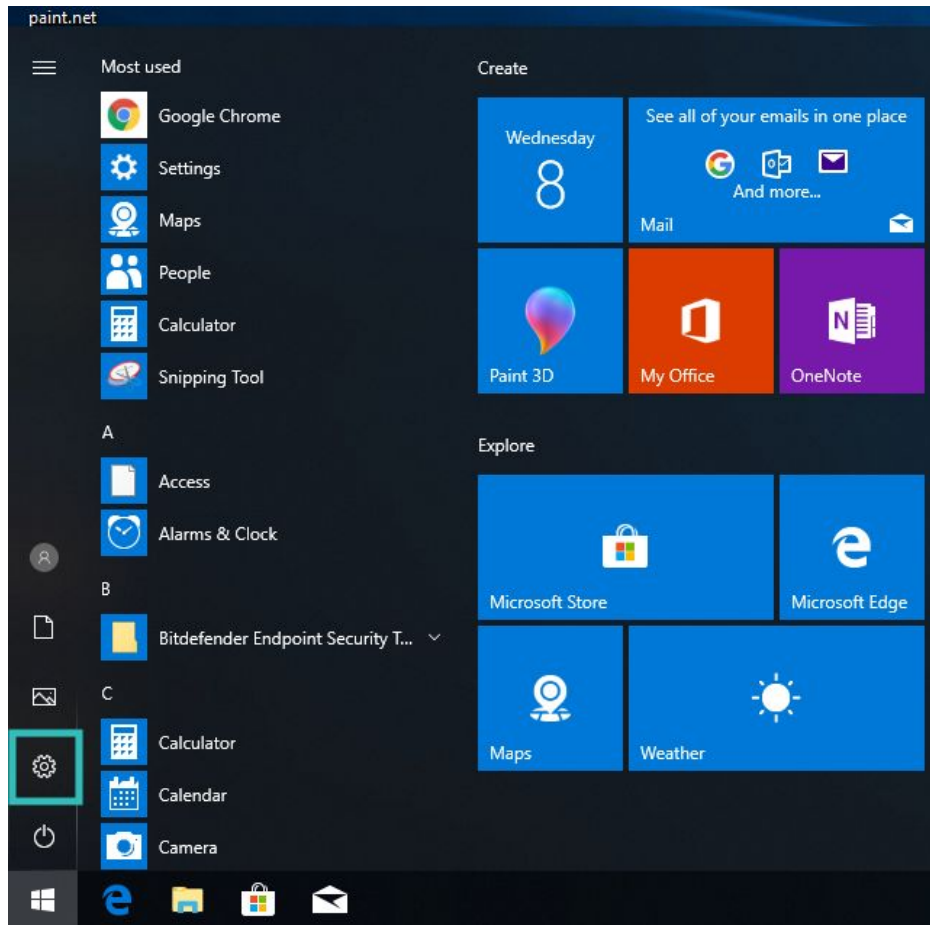 paint.net
Most used
Google Chrome
Settings
Maps
People
Calculator
Snipping Tool
A
Access
Alarms & Clock
B
Bitdefender Endpoint Security T...
C
Calculator
Calendar
Camera
Create
Wednesday
8
See all of your emails in one place
And more...
Mail
Paint 3D
My Office
OneNote
Explore
Microsoft Store
Microsoft Edge
Maps
Weather